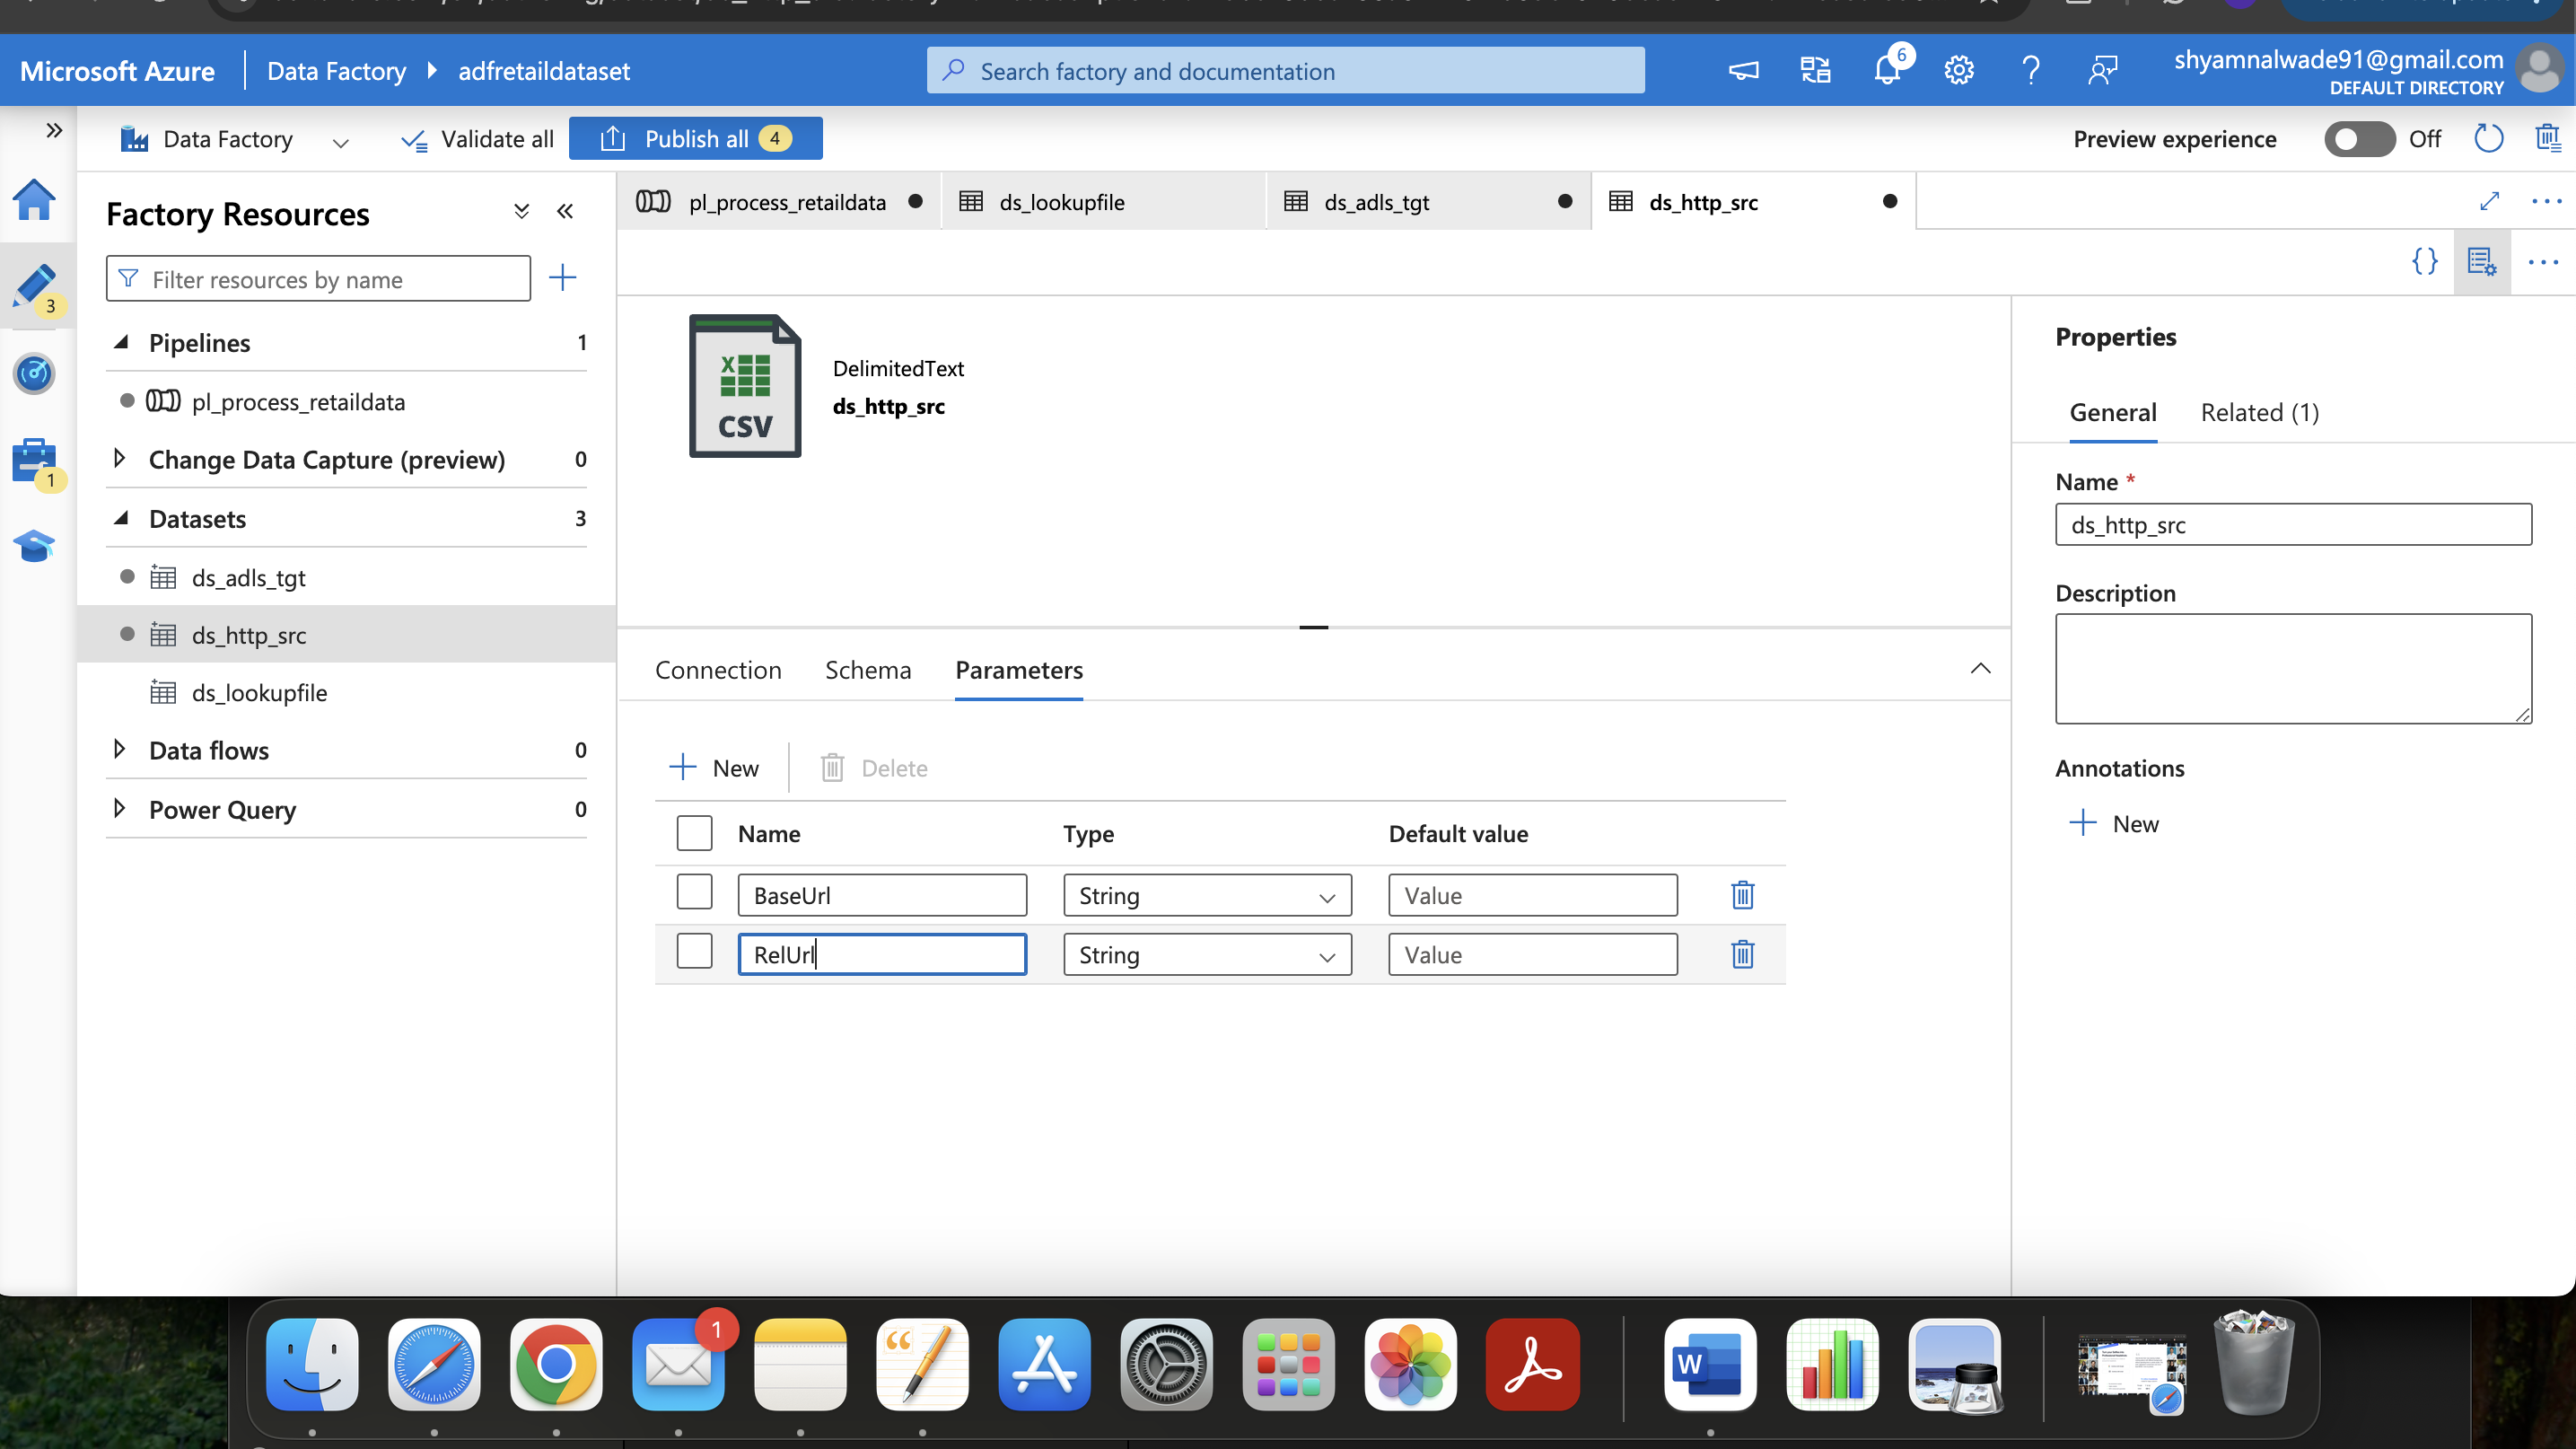 Microsoft Azure
Data Factory
adfretaildataset
Search factory and documentation
6
shyamnalwade91@gmail.com
DEFAULT DIRECTORY
Data Factory
Validate all
Publish all
4
Preview experience
Off
Factory Resources
pl_process_retaildata
ds_lookupfile
ds_adls_tgt
ds_http_src
Filter resources by name
3
1
Pipelines
1
pl_process_retaildata
Change Data Capture (preview)
0
Datasets
3
ds_adls_tgt
ds_http_src
ds_lookupfile
Data flows
0
Power Query
0
X
CSV
DelimitedText
ds_http_src
Connection
Schema
Parameters
New
Delete
Name
Type
Default value
BaseUrl
String
Value
RelUrl
String
Value
Properties
General
Related (1)
Name *
ds_http_src
Description
Annotations
New
1
W